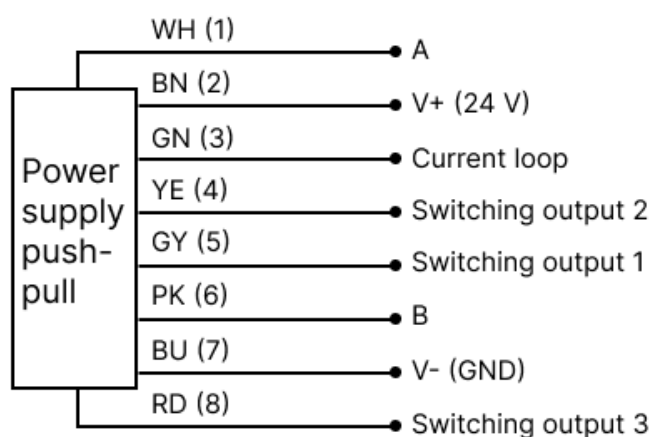 WH (1)
A
BN (2)
V+ (24 V)
GN (3)
Current loop
Power
supply
push-
pull
YE (4)
Switching output 2
GY (5)
Switching output 1
PK (6)
B
BU (7)
V- (GND)
RD (8)
Switching output 3